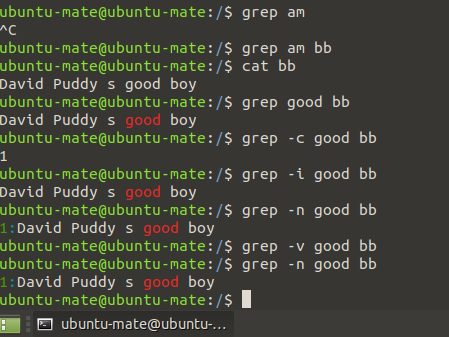 ubuntu-mate@ubuntu-mate:/$ grep am
^C
ubuntu-mate@ubuntu-mate:/$ grep am bb
ubuntu-mate@ubuntu-mate:/$ cat bb
David Puddy s good boy
ubuntu-mate@ubuntu-mate:/$ grep good bb
David Puddy s good boy
ubuntu-mate@ubuntu-mate:/$ grep -c good bb
1
ubuntu-mate@ubuntu-mate:/$ grep -i good bb
David Puddy s good boy
ubuntu-mate@ubuntu-mate:/$ grep -n good bb
1:David Puddy s good boy
ubuntu-mate@ubuntu-mate:/$ grep -v good bb
ubuntu-mate@ubuntu-mate:/$ grep -n good bb
1:David Puddy s good boy
ubuntu-mate@ubuntu-mate:/$
ubuntu-mate@ubuntu-...